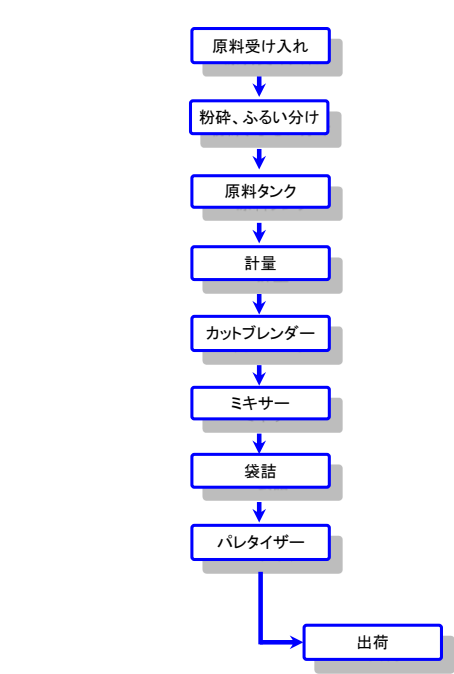 原料受け入れ
粉砕、ふるい分け
原料タンク
計量
カットブレンダー
ミキサー
袋詰
パレタイザー
出荷